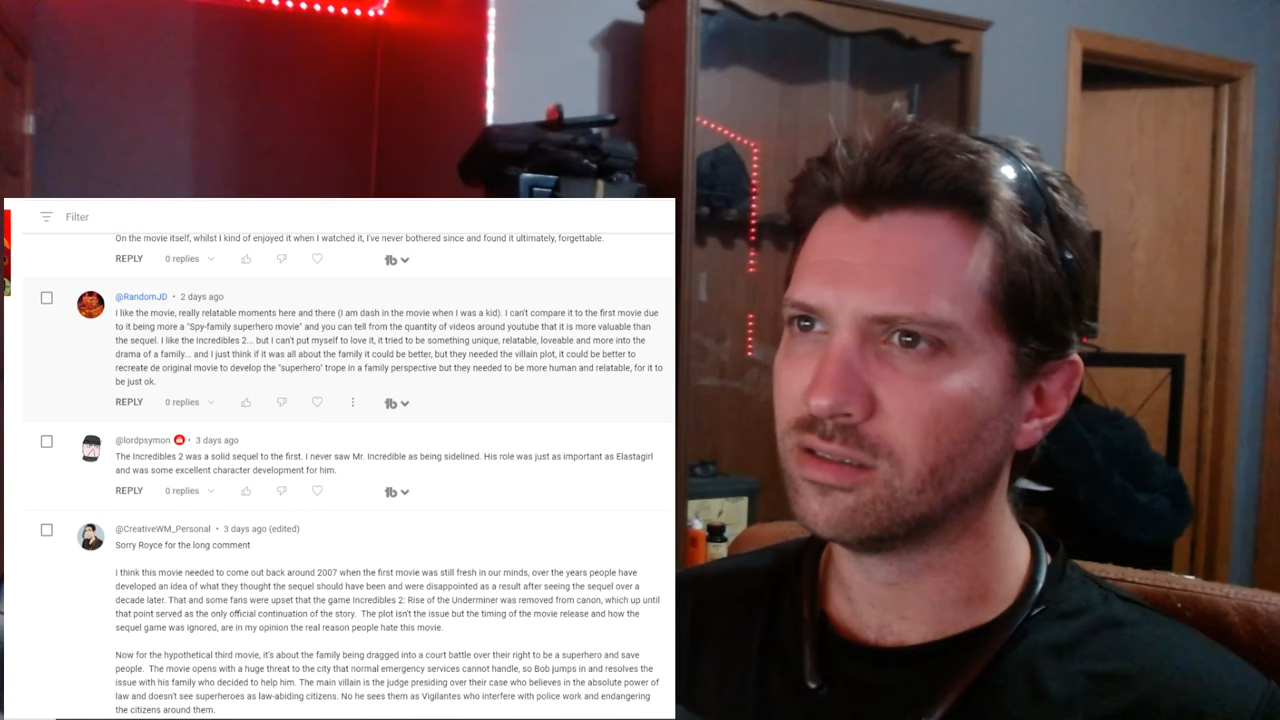 Filter
On the movie itself, whilst I kind of enjoyed it when I watched it, I've never bothered since and found it ultimately, forgettable.
REPLY 0 replies
@RandomJD • 2 days ago
I like the movie, really relatable moments here and there (I am dash in the movie when I was a kid). I can't compare it to the first movie due
to it being more a "Spy-family superhero movie" and you can tell from the quantity of videos around youtube that it is more valuable than
the sequel. I like the Incredibles 2... but I can't put myself to love it, it tried to be something unique, relatable, loveable and more into the
drama of a family... and I just think if it was all about the family it could be better, but they needed the villain plot, it could be better to
recreate de original movie to develop the "superhero" trope in a family perspective but they needed to be more human and relatable, for it to
be just ok.
REPLY 0 replies
@lordpsymon • 3 days ago
The Incredibles 2 was a solid sequel to the first. I never saw Mr. Incredible as being sidelined. His role was just as important as Elastagirl
and was some excellent character development for him.
REPLY 0 replies
@CreativeWM_Personal • 3 days ago (edited)
Sorry Royce for the long comment
I think this movie needed to come out back around 2007 when the first movie was still fresh in our minds, over the years people have
developed an idea of what they thought the sequel should have been and were disappointed as a result after seeing the sequel over a
decade later. That and some fans were upset that the game Incredibles 2: Rise of the Underminer was removed from canon, which up until
that point served as the only official continuation of the story. The plot isn't the issue but the timing of the movie release and how the
sequel game was ignored, are in my opinion the real reason people hate this movie.
Now for the hypothetical third movie, it's about the family being dragged into a court battle over their right to be a superhero and save
people. The movie opens with a huge threat to the city that normal emergency services cannot handle, so Bob jumps in and resolves the
issue with his family who decided to help him. The main villain is the judge presiding over their case who believes in the absolute power of
law and doesn't see superheroes as law-abiding citizens. No he sees them as Vigilantes who interfere with police work and endangering
the citizens around them.